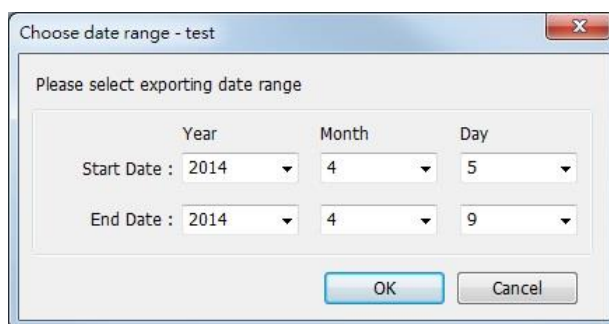 Choose date range - test
Please select exporting date range
Year Month Day
Start Date : 2014 4 5
End Date : 2014 4 9
OK Cancel